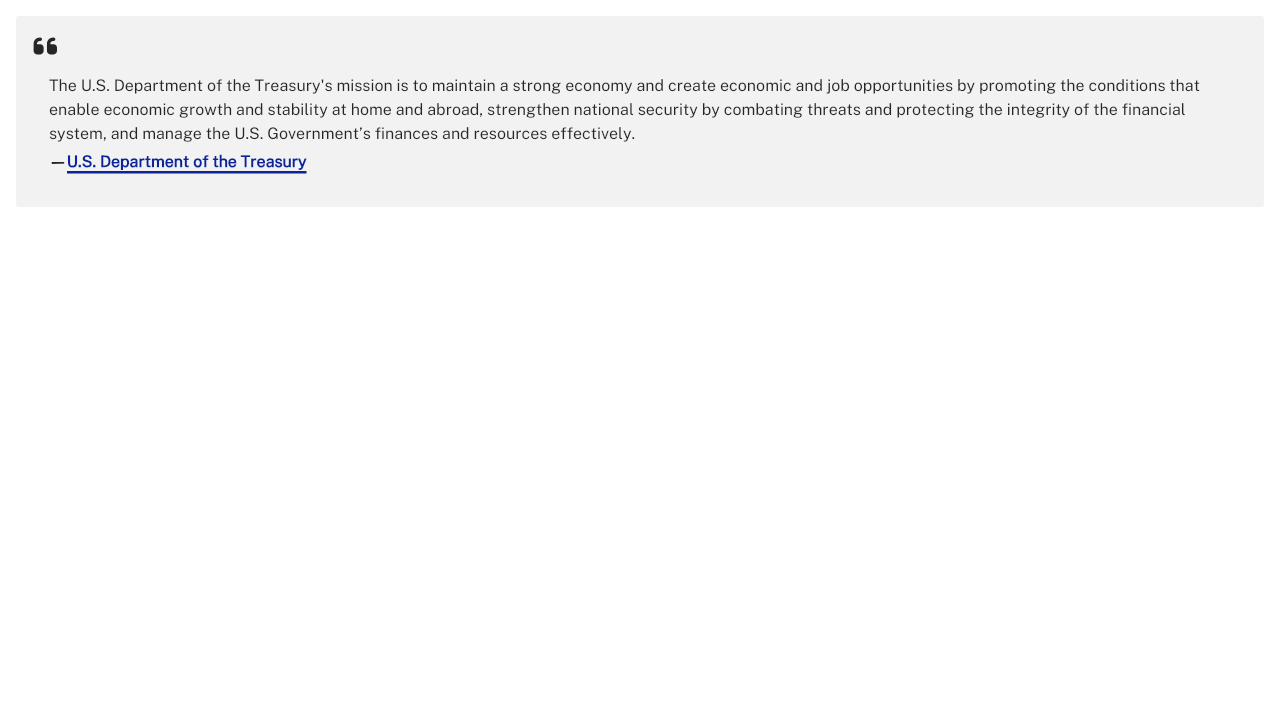 The U.S. Department of the Treasury's mission is to maintain a strong economy and create economic and job opportunities by promoting the conditions that
enable economic growth and stability at home and abroad, strengthen national security by combating threats and protecting the integrity of the financial
system, and manage the U.S. Government’s finances and resources effectively.
—U.S. Department of the Treasury